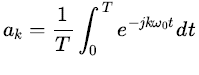 $a_k = \frac{1}{T} \int_0^T e^{-jk\omega_0 t} dt$